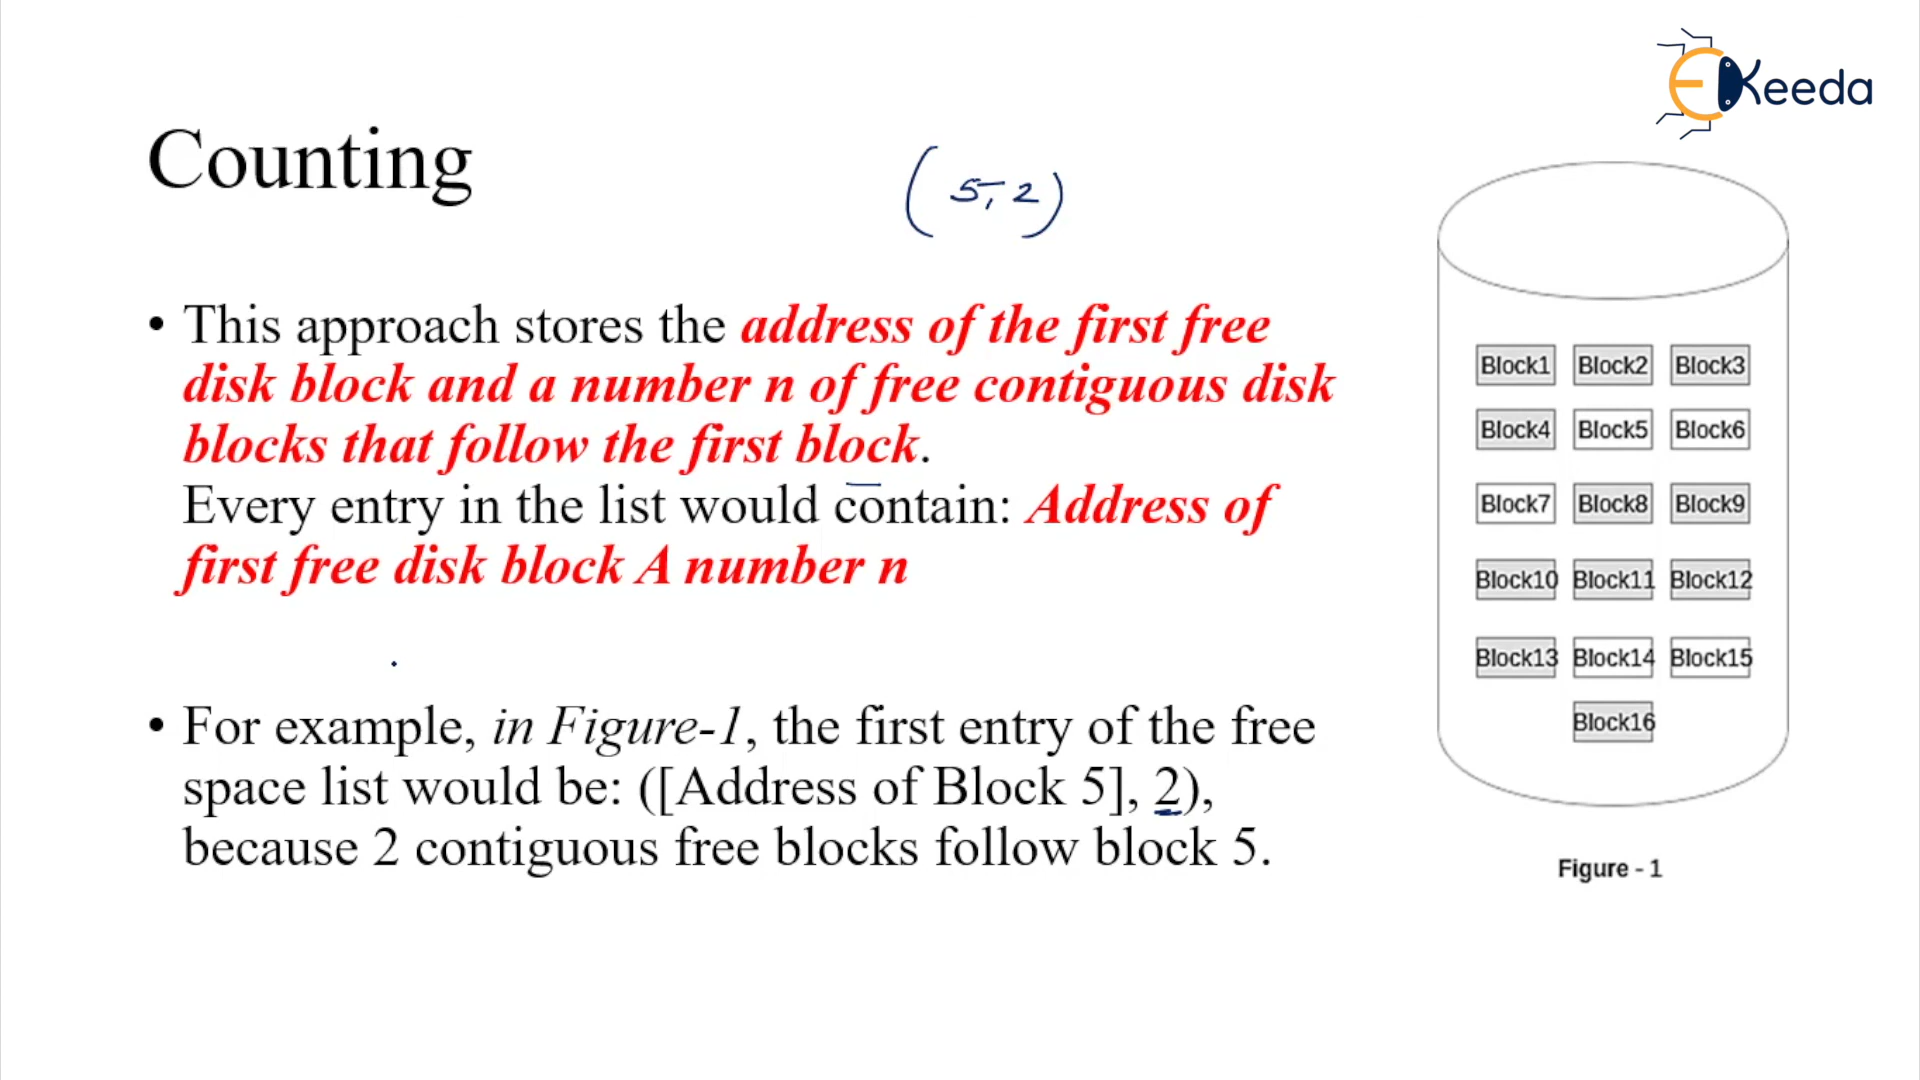 EKeeda
Counting
(5, 2)
• This approach stores the address of the first free
disk block and a number n of free contiguous disk
blocks that follow the first block.
Every entry in the list would contain: Address of
first free disk block A number n
• For example, in Figure-1, the first entry of the free
space list would be: ([Address of Block 5], 2),
because 2 contiguous free blocks follow block 5.
Block1 Block2 Block3
Block4 Block5 Block6
Block7 Block8 Block9
Block10 Block11 Block12
Block13 Block14 Block15
Block16
Figure - 1